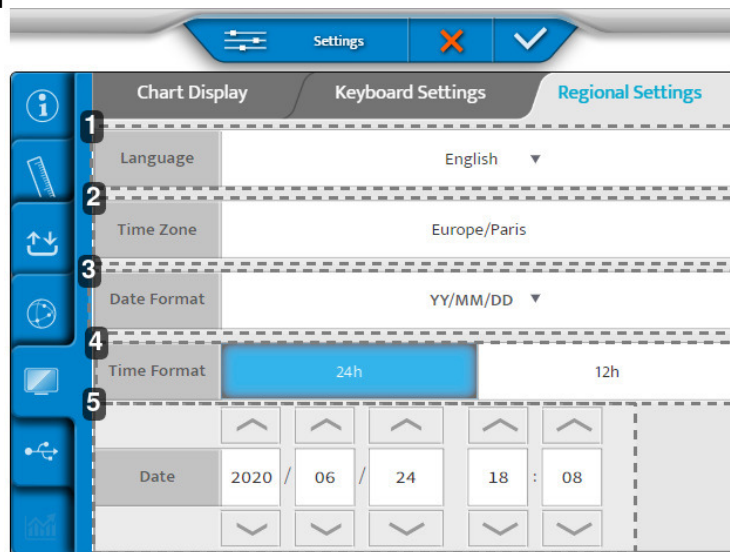 Settings
Chart Display Keyboard Settings Regional Settings
1
Language English ▼
2
Time Zone Europe/Paris
3
Date Format YY/MM/DD ▼
4
Time Format 24h 12h
5
Date 2020 / 06 / 24 18 : 08